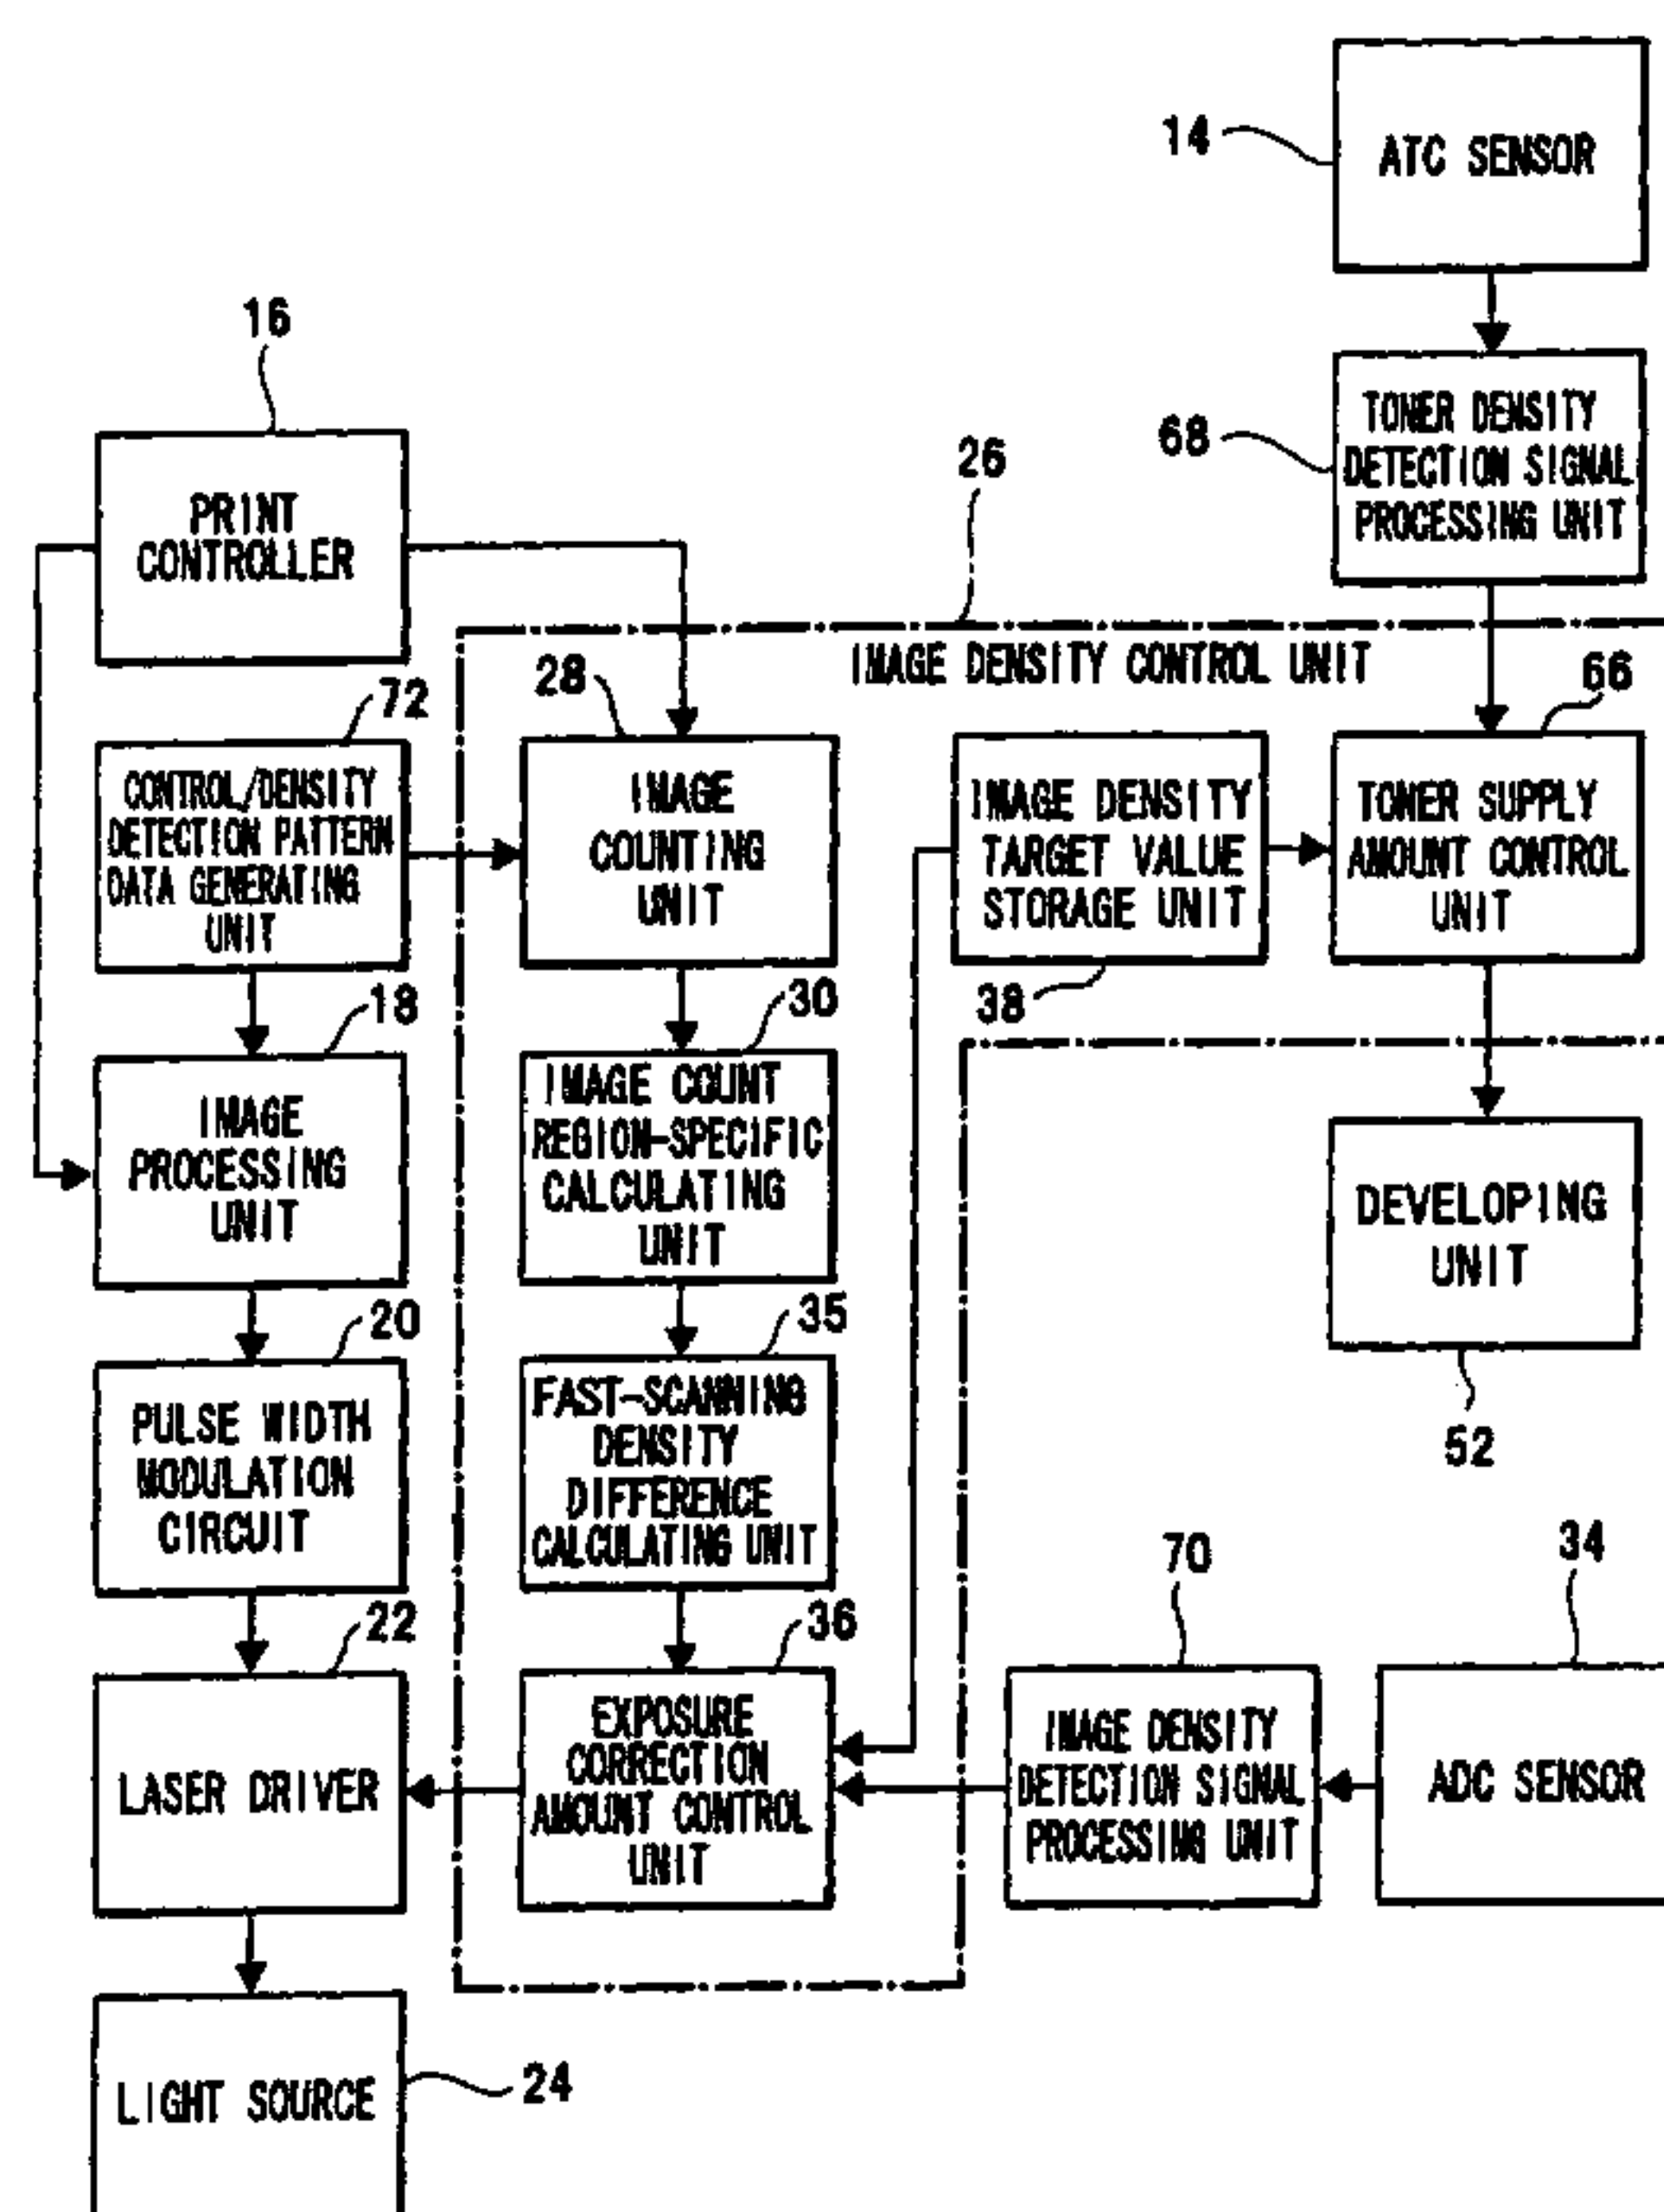 14
ATC SENSOR
16
68
TONER DENSITY
DETECTION SIGNAL
PROCESSING UNIT
26
PRINT
CONTROLLER
IMAGE DENSITY CONTROL UNIT
72
28
66
CONTROL/DENSITY
DETECTION PATTERN
DATA GENERATING
UNIT
IMAGE
COUNTING
UNIT
IMAGE DENSITY
TARGET VALUE
STORAGE UNIT
TONER SUPPLY
AMOUNT CONTROL
UNIT
18
30
38
IMAGE
PROCESSING
UNIT
IMAGE COUNT
REGION-SPECIFIC
CALCULATING
UNIT
DEVELOPING
UNIT
20
35
52
PULSE WIDTH
MODULATION
CIRCUIT
FAST-SCANNING
DENSITY
DIFFERENCE
CALCULATING UNIT
22
36
70
34
LASER DRIVER
EXPOSURE
CORRECTION
AMOUNT CONTROL
UNIT
IMAGE DENSITY
DETECTION SIGNAL
PROCESSING UNIT
ADC SENSOR
LIGHT SOURCE
24